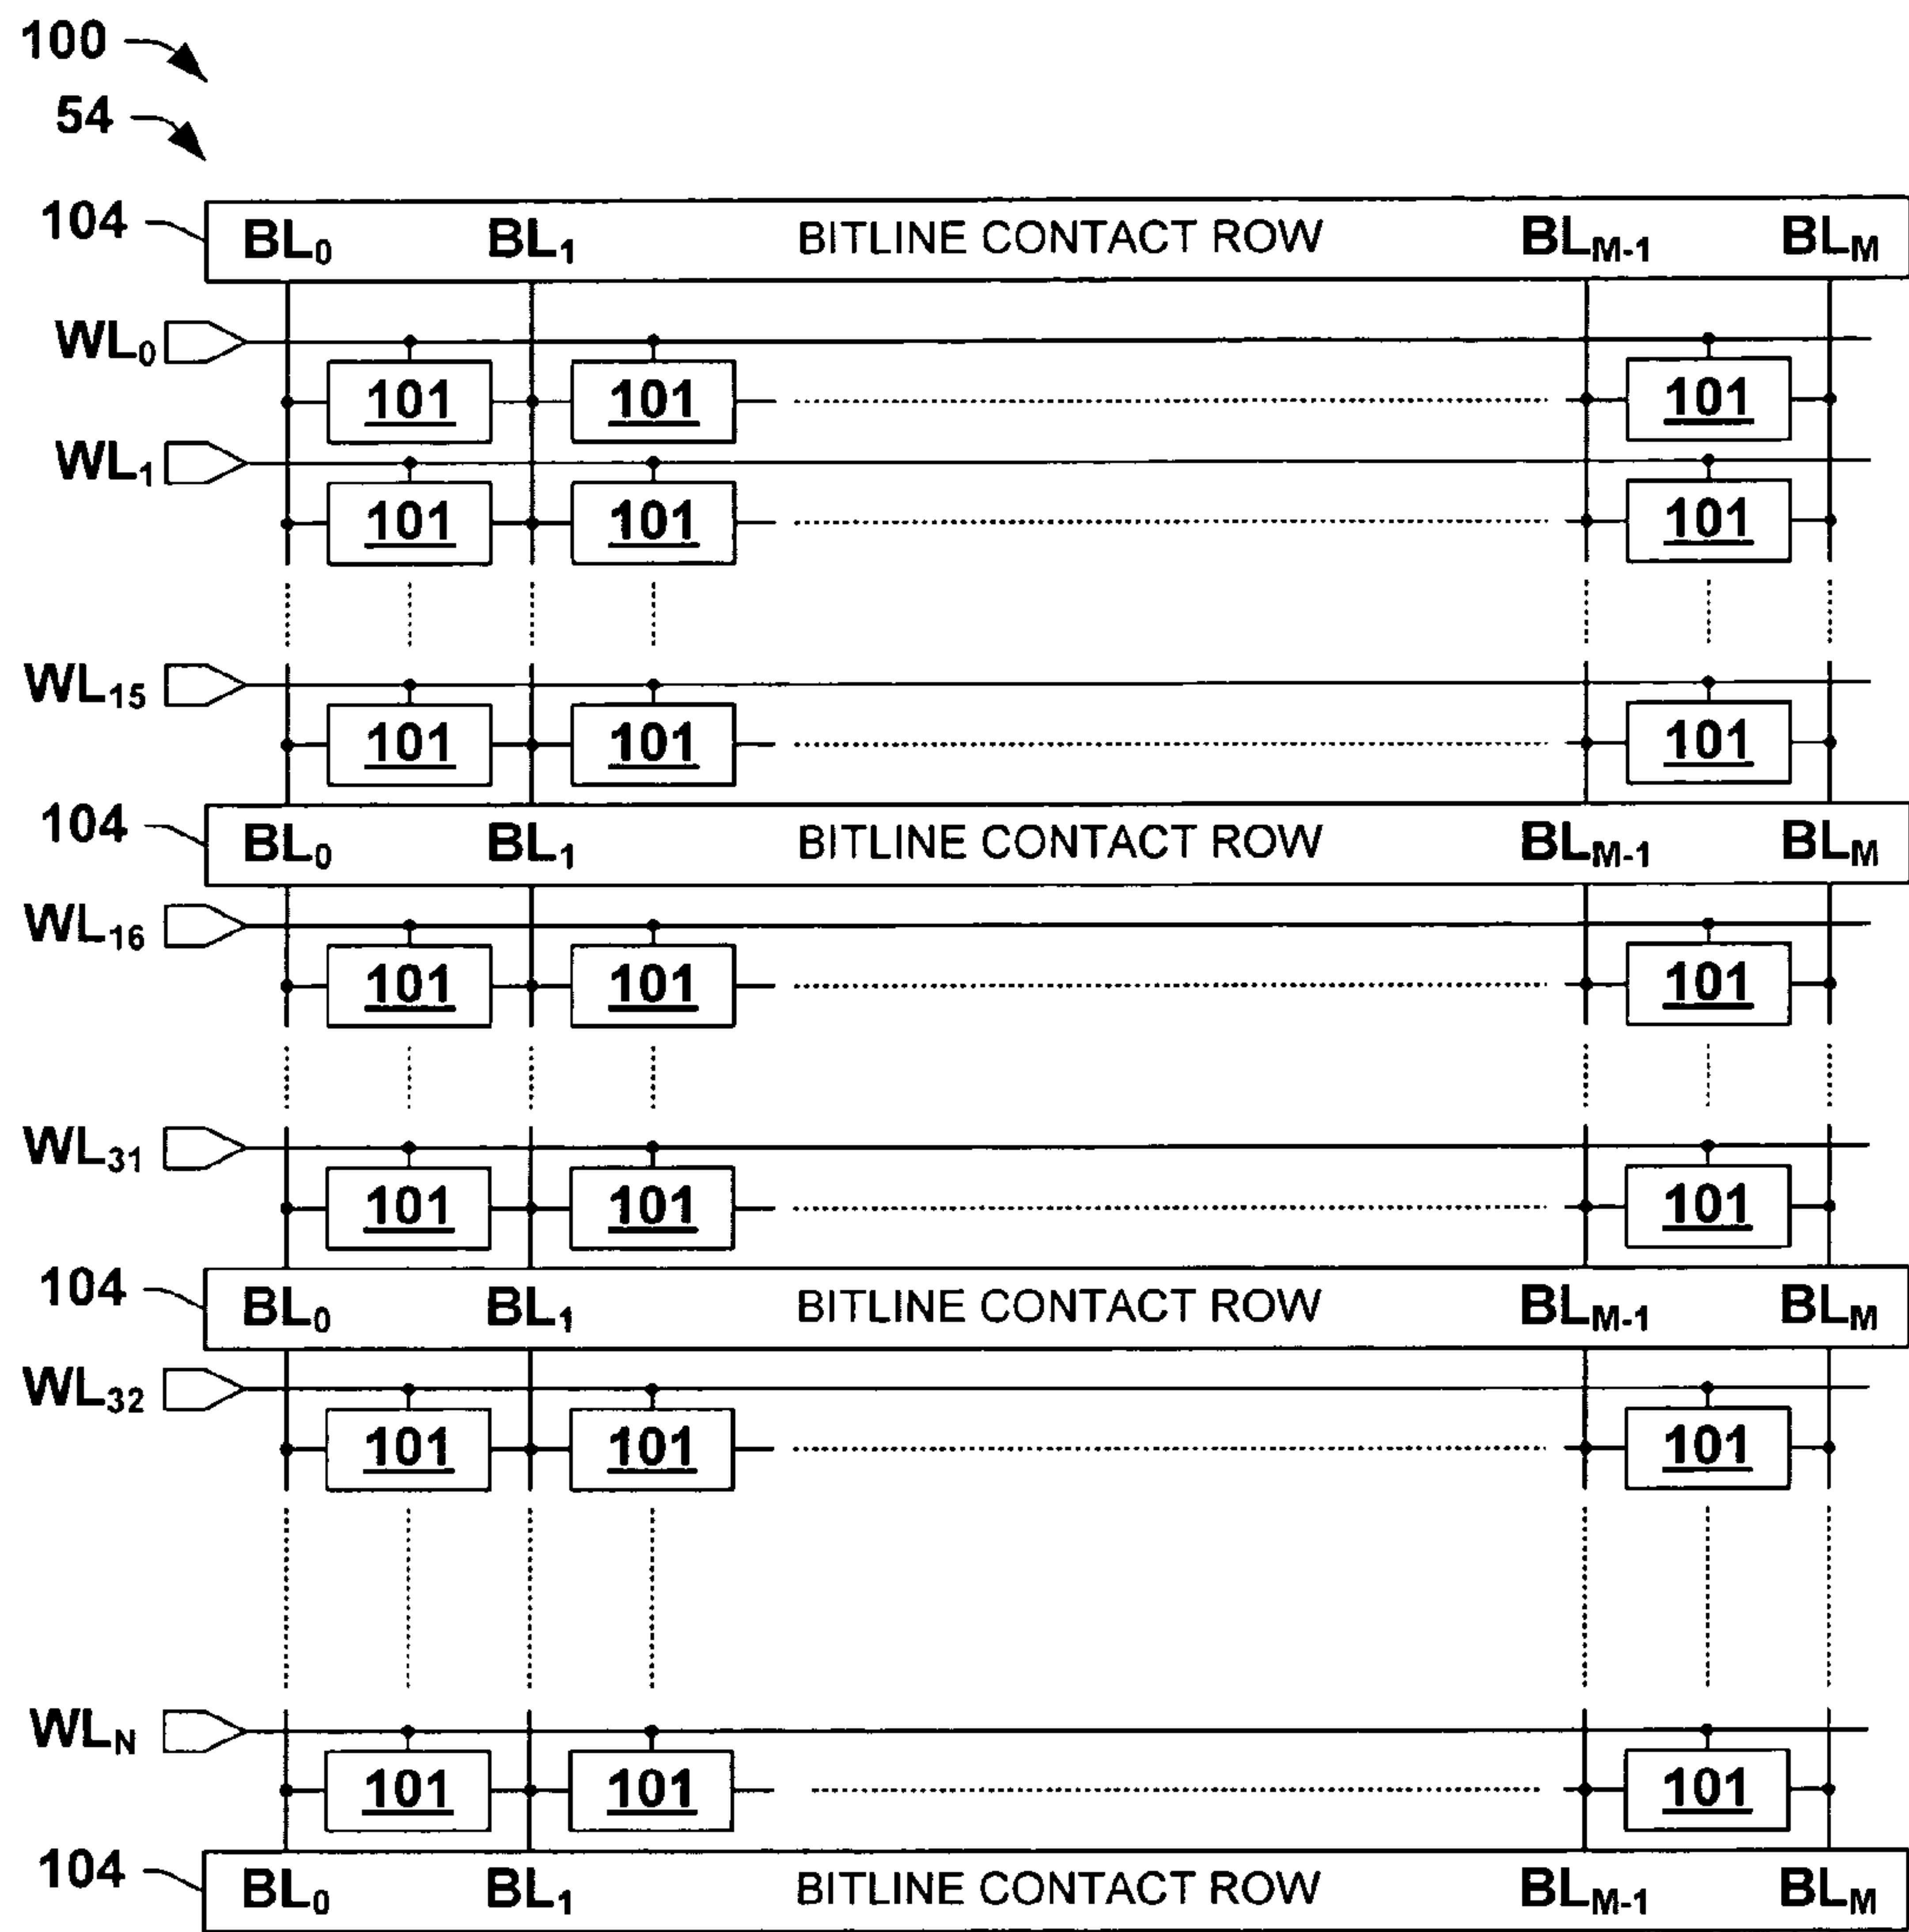 100
54
104 BL0 BL1 BITLINE CONTACT ROW BLM-1 BLM
WL0
101 101 101
WL1
101 101 101
WL15
101 101 101
104 BL0 BL1 BITLINE CONTACT ROW BLM-1 BLM
WL16
101 101 101
WL31
101 101 101
104 BL0 BL1 BITLINE CONTACT ROW BLM-1 BLM
WL32
101 101 101
WLN
101 101 101
104 BL0 BL1 BITLINE CONTACT ROW BLM-1 BLM